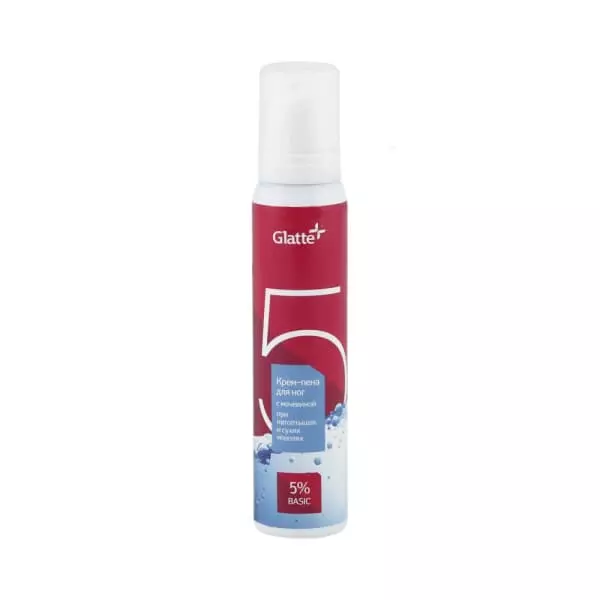 Glatte+
5
Крем-пена
для ног
с мочевиной
при
натоптышах
и сухих
мозолях
5%
BASIC